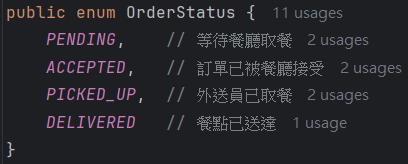 public enum OrderStatus { 11 usages
PENDING, // 等待餐廳取餐 2 usages
ACCEPTED, // 訂單已被餐廳接受 2 usages
PICKED_UP, // 外送員已取餐 2 usages
DELIVERED // 餐點已送達 1 usage
}